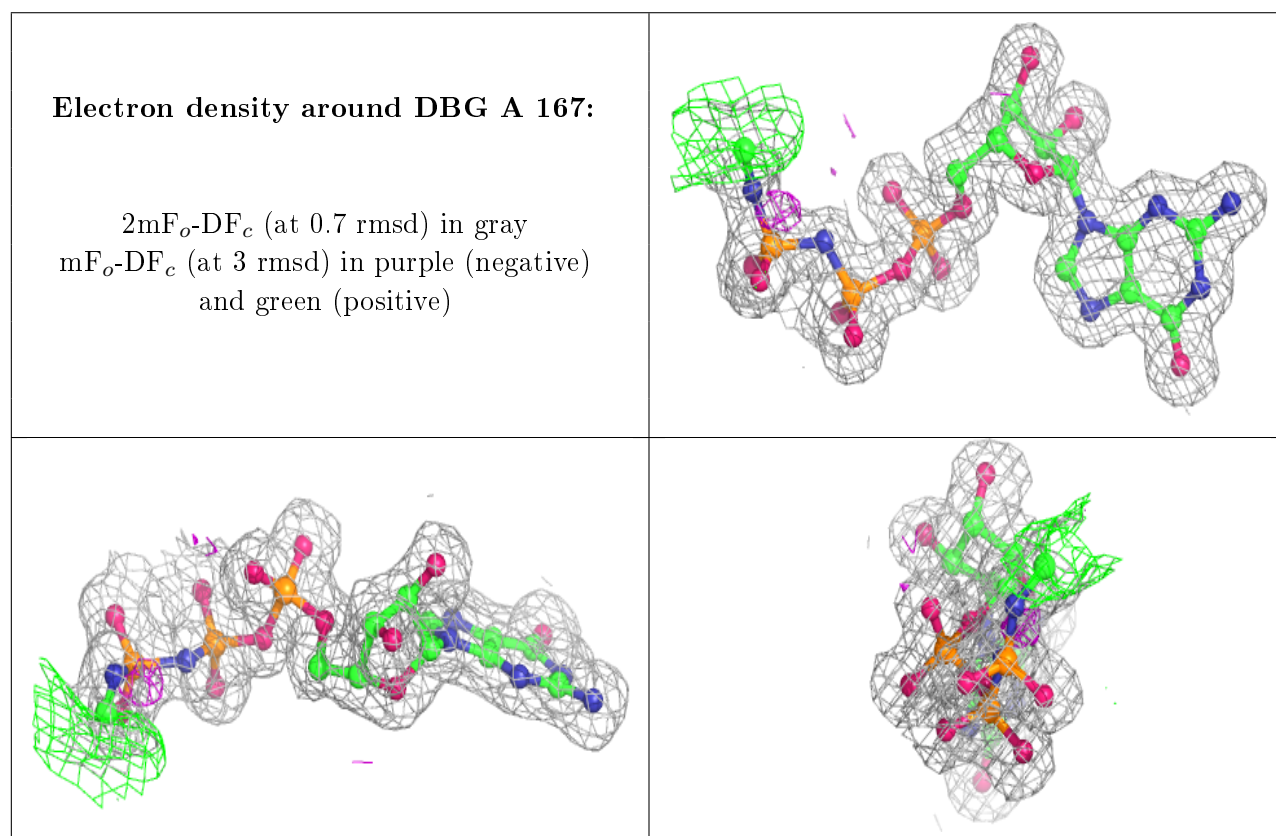 Electron density around DBG A 167:
2mFo-DFc (at 0.7 rmsd) in gray
mFo-DFc (at 3 rmsd) in purple (negative)
and green (positive)